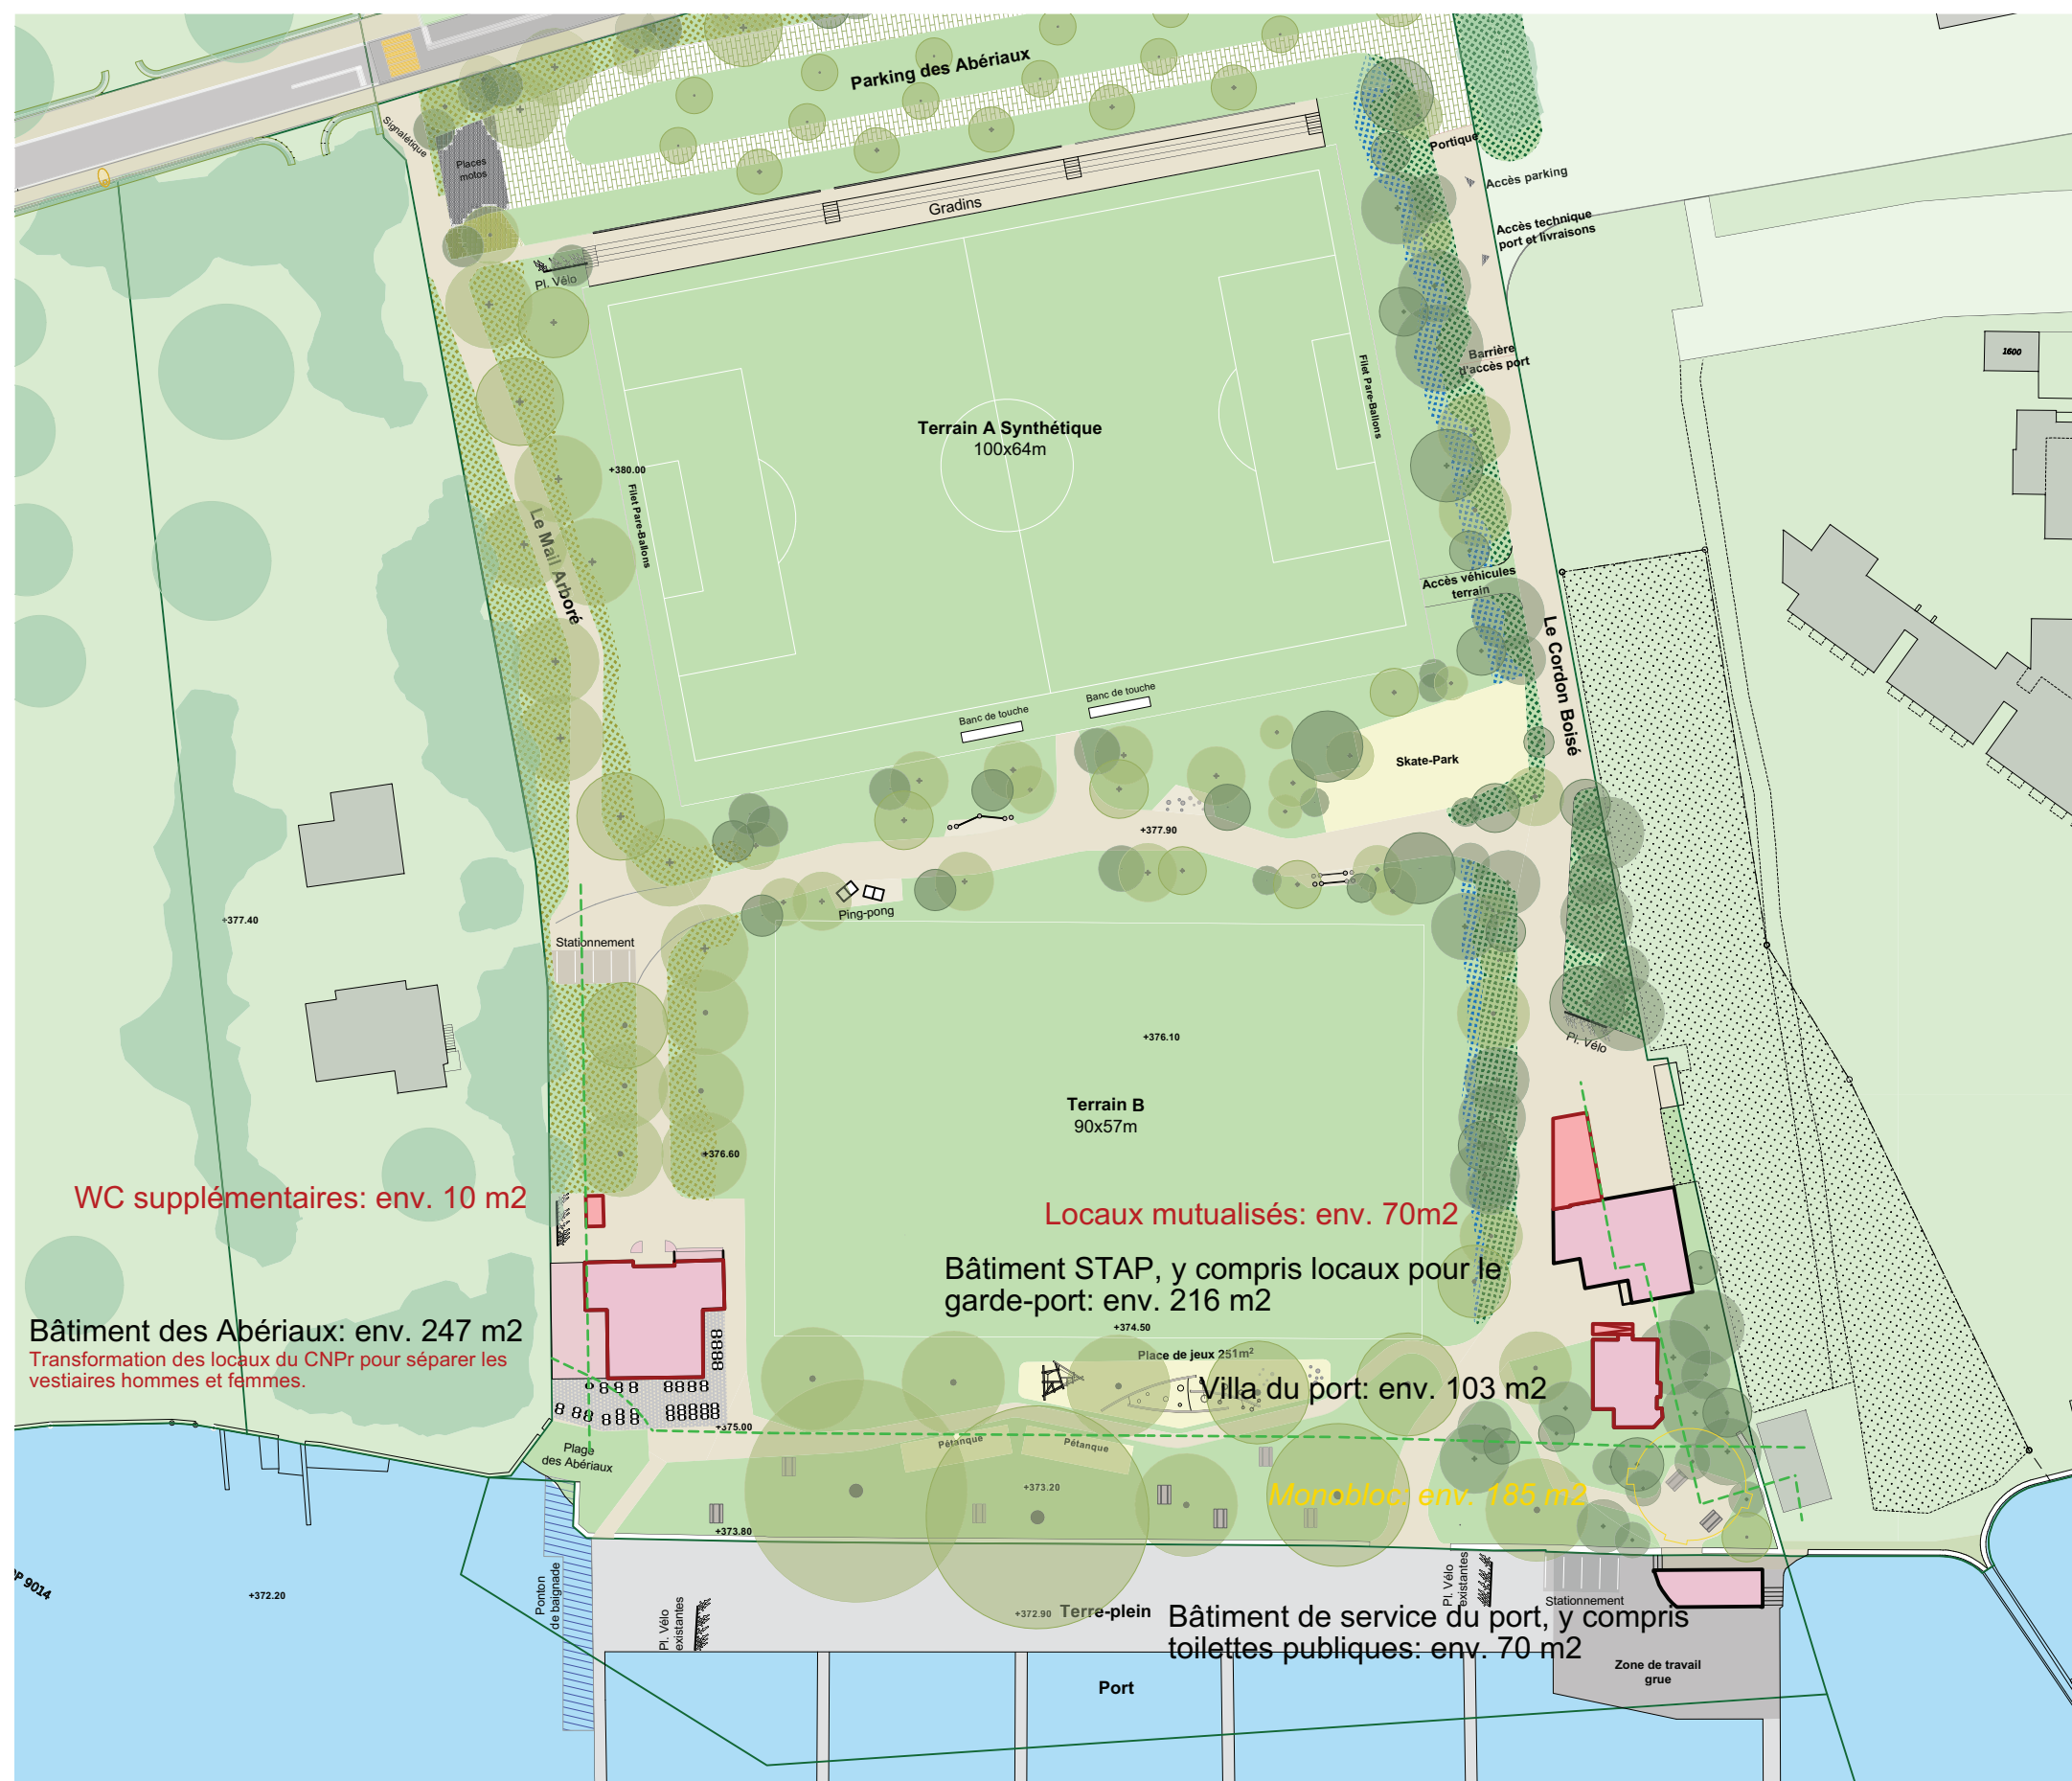 Parking des Abériaux
Signalétique
Places
motos
Portique
Accès parking
Gradins
Accès technique
port et livraisons
Pl. Vélo
Barrière
d'accès port
1600
Filet Pare-Ballons
Terrain A Synthétique
100x64m
+380.00
Filet Pare-Ballons
Le Mail Arboré
Accès véhicules
terrain
Le Cordon Boisé
Banc de touche
Banc de touche
Skate-Park
+377.90
Ping-pong
+377.40
Stationnement
+376.10
Pl. Vélo
Terrain B
90x57m
+376.60
WC supplémentaires: env. 10 m2
Locaux mutualisés: env. 70m2
Bâtiment STAP, y compris locaux pour le
garde-port: env. 216 m2
+374.50
Bâtiment des Abériaux: env. 247 m2
Transformation des locaux du CNPr pour séparer les
vestiaires hommes et femmes.
Place de jeux 251m²
Villa du port: env. 103 m2
+375.00
Pétanque
Pétanque
Plage
des Abériaux
+373.20
Monobloc: env. 185 m2
+373.80
DP 9014
+372.20
Ponton
de baignade
Pl. Vélo
existantes
+372.90
Terre-plein
Pl. Vélo
existantes
Stationnement
Bâtiment de service du port, y compris
toilettes publiques: env. 70 m2
Zone de travail
grue
Port